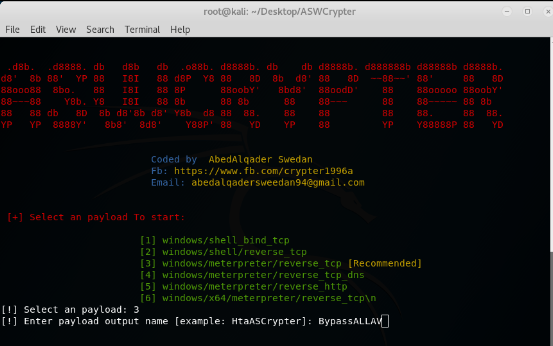 root@kali: ~/Desktop/ASWCrypter
File Edit View Search Terminal Help
Coded by AbedAlqader Swedan
Fb: https://www.fb.com/crypter1996a
Email: abedalqaderswedan94@gmail.com
[+] Select an payload To start:
[1] windows/shell_bind_tcp
[2] windows/shell/reverse_tcp
[3] windows/meterpreter/reverse_tcp [Recommended]
[4] windows/meterpreter/reverse_tcp_dns
[5] windows/meterpreter/reverse_http
[6] windows/x64/meterpreter/reverse_tcp\n
[!] Select an payload: 3
[!] Enter payload output name [example: HtaASCrypter]: BypassALLAV